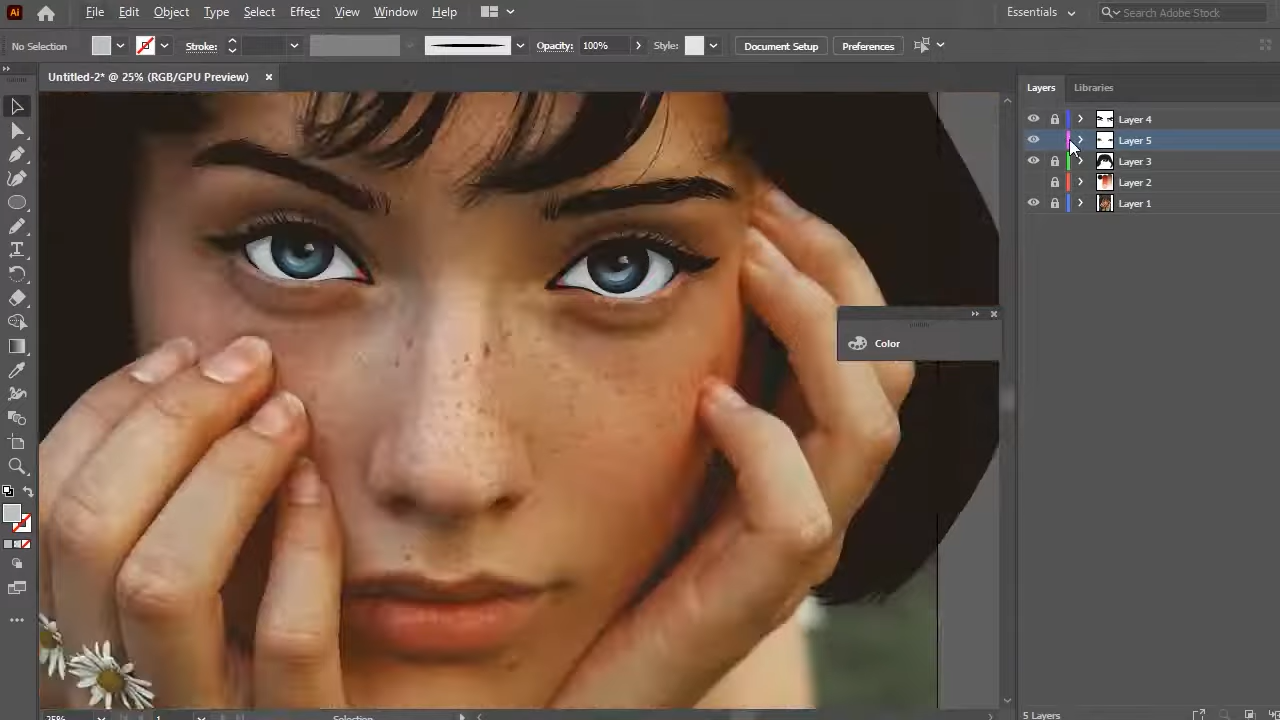 Ai File Edit Object Type Select Effect View Window Help Essentials Search Adobe Stock
No Selection Stroke: Opacity: 100% Style: Document Setup Preferences
Untitled-2* @ 25% (RGB/GPU Preview)
Layers Libraries
Layer 4
Layer 5
Layer 3
Layer 2
Layer 1
Color
25% 1 Selection
5 Layers